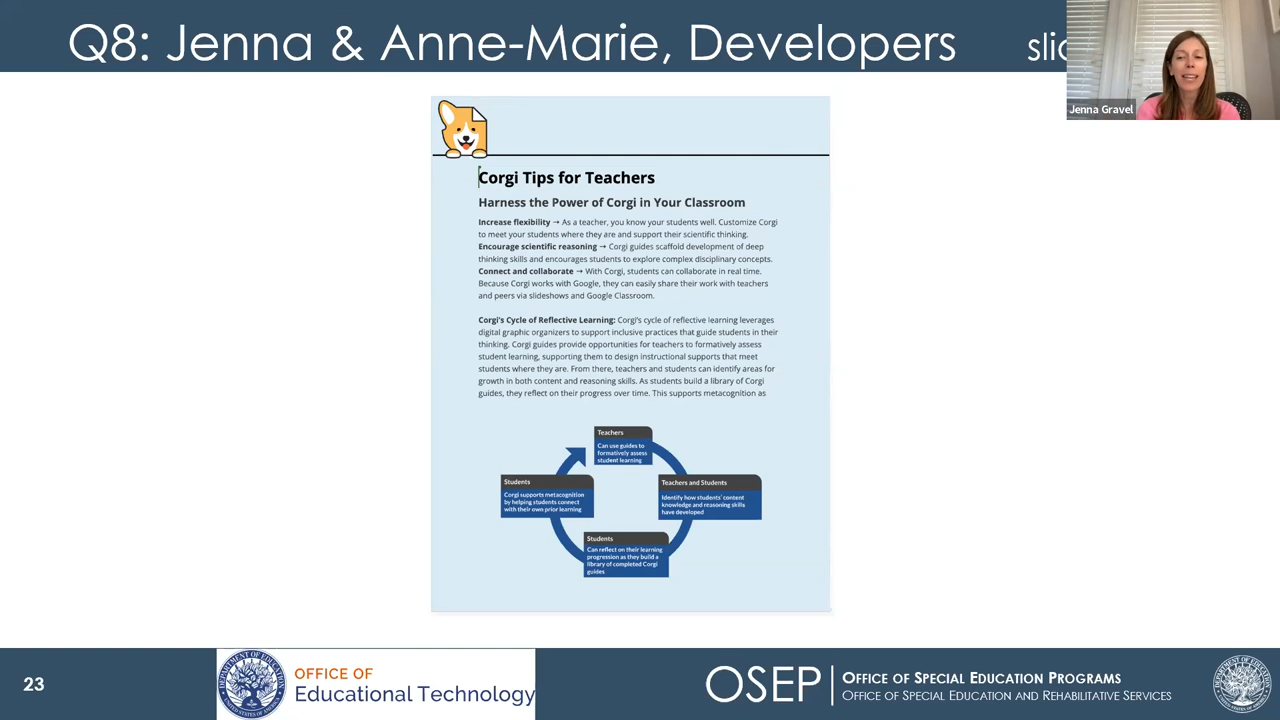 Q8: Jenna & Anne-Marie, Developers
Jenna Gravel
Corgi Tips for Teachers
Harness the Power of Corgi in Your Classroom
Increase flexibility → As a teacher, you know your students well. Customize Corgi
to meet your students where they are and support their scientific thinking.
Encourage scientific reasoning → Corgi guides scaffold development of deep
thinking skills and encourages students to explore complex disciplinary concepts.
Connect and collaborate → With Corgi, students can collaborate in real time.
Because Corgi works with Google, they can easily share their work with teachers
and peers via slideshows and Google Classroom.
Corgi's Cycle of Reflective Learning: Corgi's cycle of reflective learning leverages
digital graphic organizers to support inclusive practices that guide students in their
thinking. Corgi guides provide opportunities for teachers to formatively assess
student learning, supporting them to design instructional supports that meet
students where they are. From there, teachers and students can identify areas for
growth in both content and reasoning skills. As students build a library of Corgi
guides, they reflect on their progress over time. This supports metacognition as
Teachers
Can use guides to
formatively assess
student learning
Teachers and Students
Identify how students' content
knowledge and reasoning skills
have developed
Students
Can reflect on their learning
progression as they build a
library of completed Corgi
guides
Students
Corgi supports metacognition
by helping students connect
with their own prior learning
23
OFFICE OF
Educational Technology
OSEP
OFFICE OF SPECIAL EDUCATION PROGRAMS
OFFICE OF SPECIAL EDUCATION AND REHABILITATIVE SERVICES